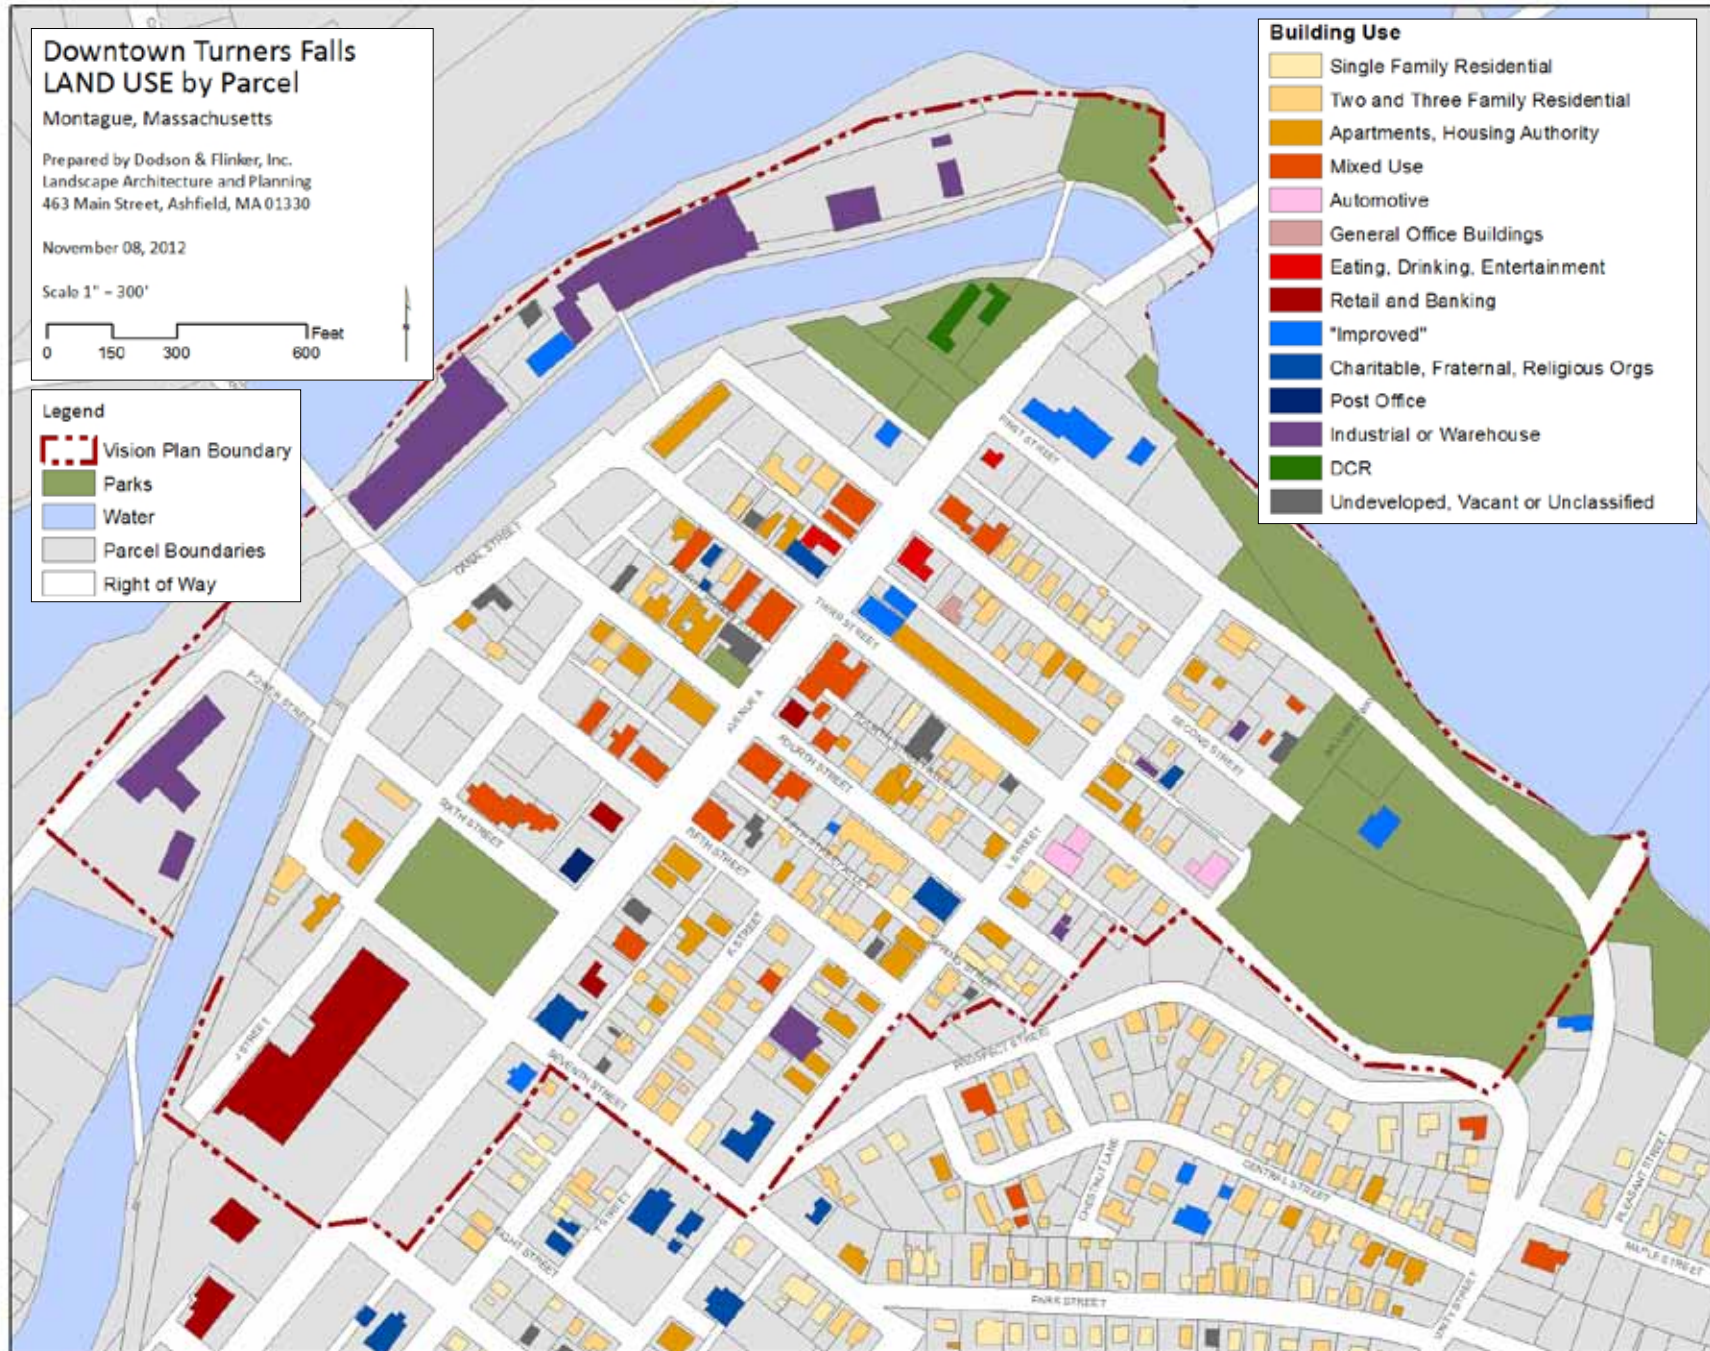 Downtown Turners Falls
LAND USE by Parcel
Montague, Massachusetts
Prepared by Dodson & Flinker, Inc.
Landscape Architecture and Planning
463 Main Street, Ashfield, MA 01330
November 08, 2012
Scale 1" = 300'
Feet
0 150 300 600
Legend
Vision Plan Boundary
Parks
Water
Parcel Boundaries
Right of Way
Building Use
Single Family Residential
Two and Three Family Residential
Apartments, Housing Authority
Mixed Use
Automotive
General Office Buildings
Eating, Drinking, Entertainment
Retail and Banking
"Improved"
Charitable, Fraternal, Religious Orgs
Post Office
Industrial or Warehouse
DCR
Undeveloped, Vacant or Unclassified
FIRST STREET
CANAL STREET
THIRD STREET
AVENUE A
POWER STREET
SECOND STREET
FOURTH STREET
SIXTH STREET
FIFTH STREET
L STREET
K STREET
J STREET
SEVENTH STREET
PROSPECT STREET
CHESTNUT LANE
CENTRAL STREET
PLEASANT STREET
MAPLE STREET
EIGHT STREET
PARK STREET
UNITY STREET